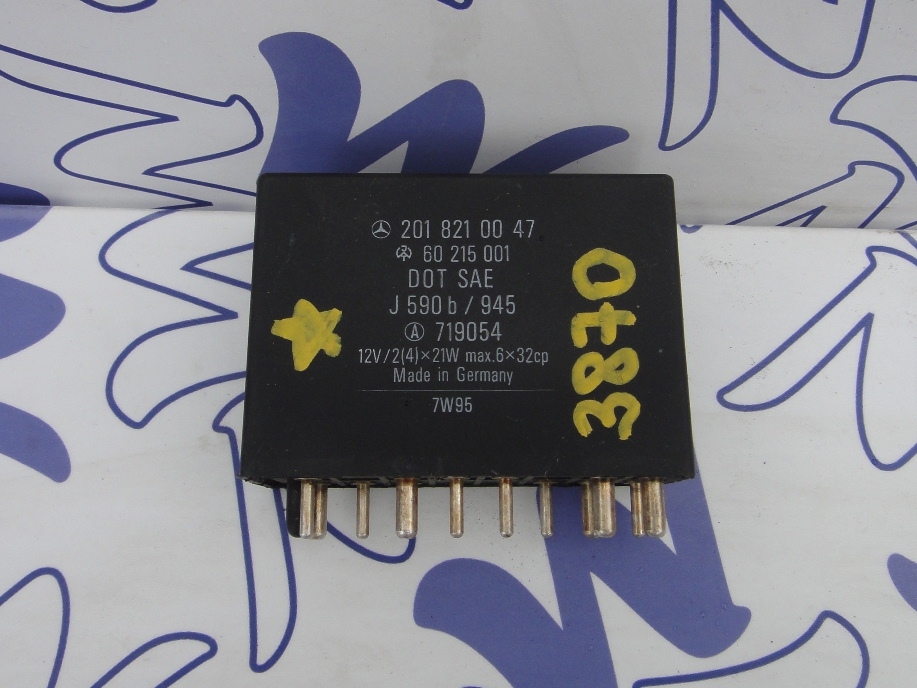 201 821 00 47
60 215 001
DOT SAE
J 590 b / 945
A 719054
12V/2(4)×21W max.6×32cp
Made in Germany
7W95
3870